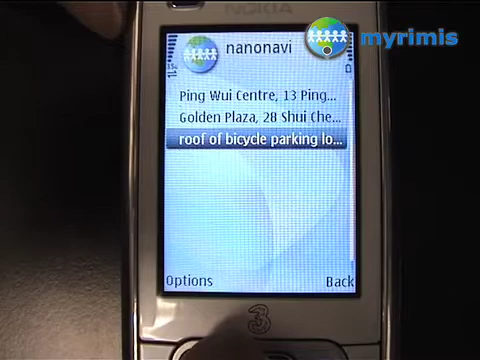 NOKIA
myrimis
nanonavi
Ping Wui Centre, 13 Ping...
Golden Plaza, 28 Shui Che...
roof of bicycle parking lo...
Options
Back
3